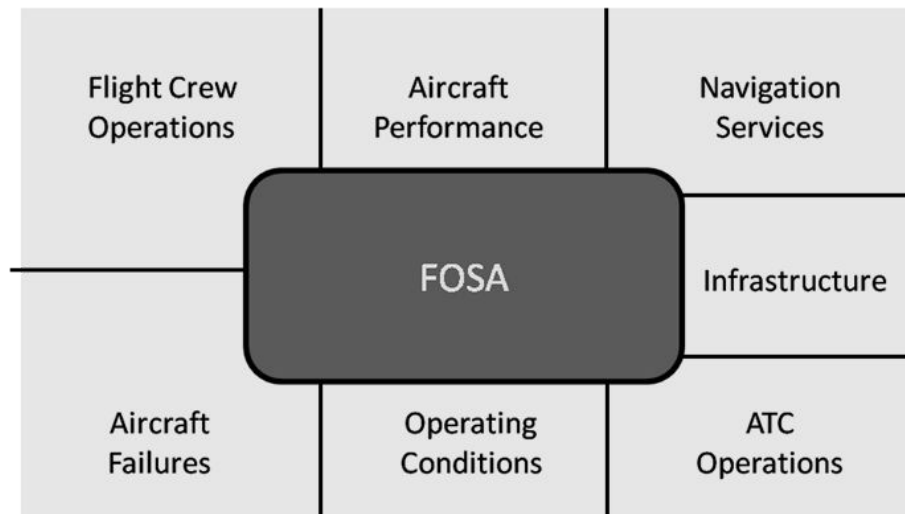 Flight Crew
Operations
Aircraft
Performance
Navigation
Services
FOSA
Infrastructure
Aircraft
Failures
Operating
Conditions
ATC
Operations